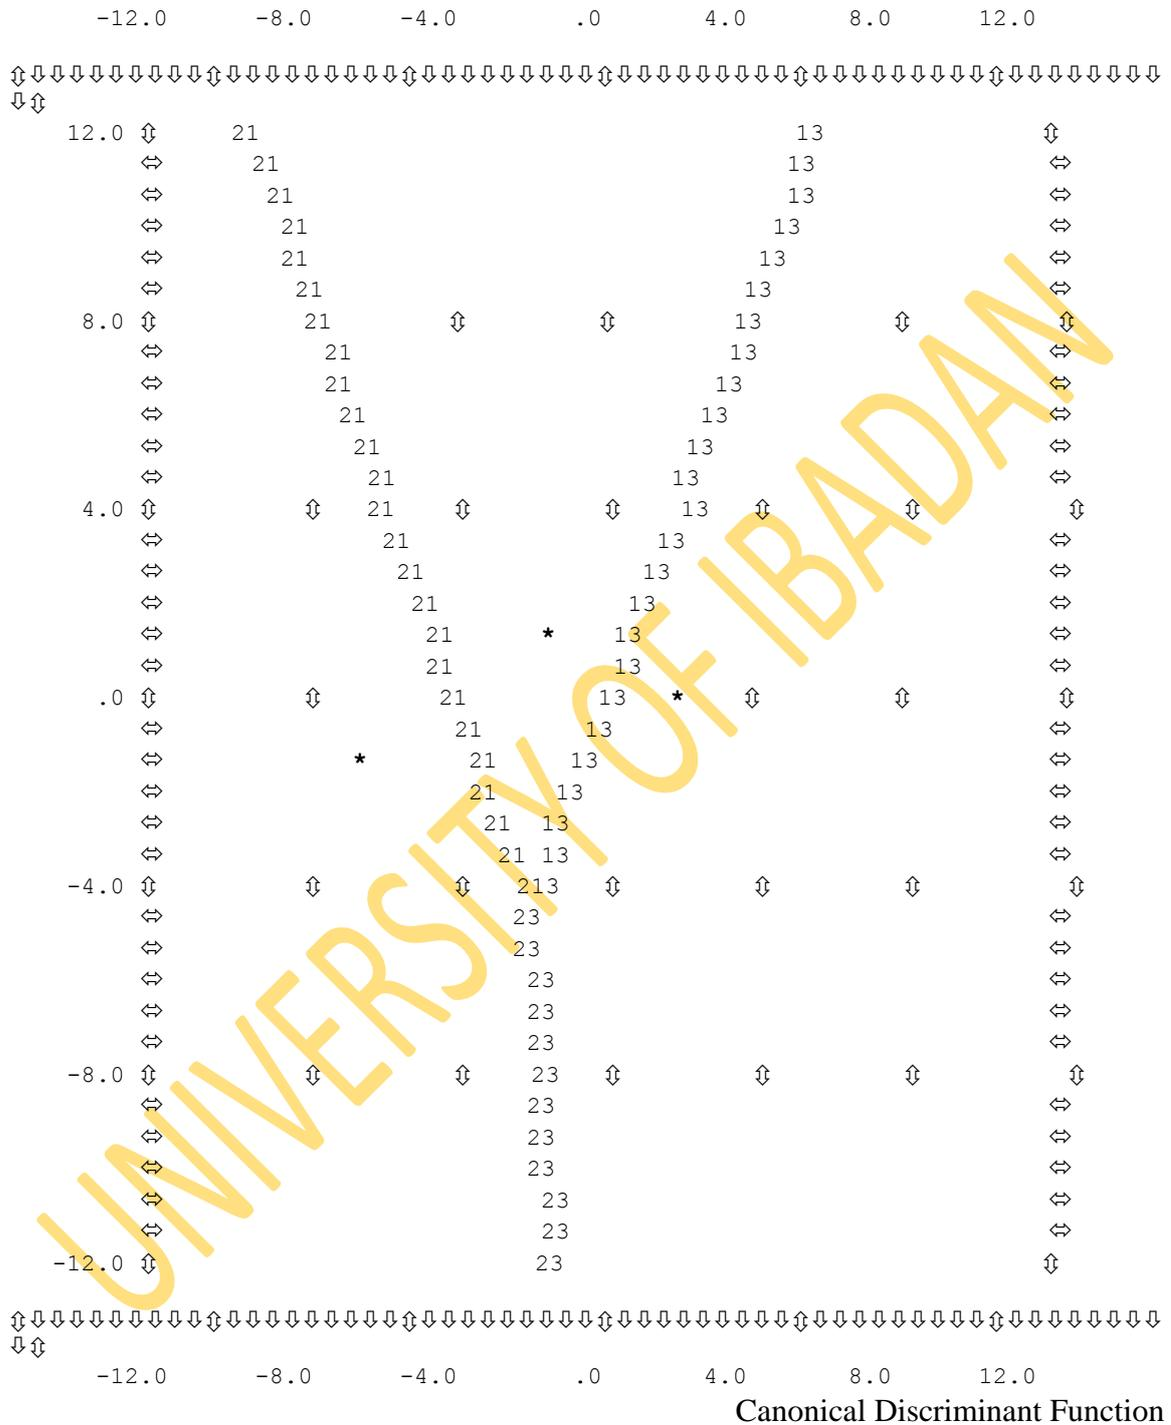 -12.0 -8.0 -4.0 .0 4.0 8.0 12.0
⇕⇩⇩⇩⇩⇩⇩⇩⇩⇩⇕⇩⇩⇩⇩⇩⇩⇩⇩⇩⇕⇩⇩⇩⇩⇩⇩⇩⇩⇩⇕⇩⇩⇩⇩⇩⇩⇩⇩⇩⇕⇩⇩⇩⇩⇩⇩⇩⇩⇩⇕⇩⇩⇩⇩⇩⇩⇩⇩
⇩⇕
12.0 ⇕ 21 13 ⇕
⇔ 21 13 ⇔
⇔ 21 13 ⇔
⇔ 21 13 ⇔
⇔ 21 13 ⇔
⇔ 21 13 ⇔
8.0 ⇕ 21 ⇕ ⇕ 13 ⇕ ⇕
⇔ 21 13 ⇔
⇔ 21 13 ⇔
⇔ 21 13 ⇔
⇔ 21 13 ⇔
⇔ 21 13 ⇔
4.0 ⇕ ⇕ 21 ⇕ ⇕ 13 ⇕ ⇕ ⇕
⇔ 21 13 ⇔
⇔ 21 13 ⇔
⇔ 21 13 ⇔
⇔ 21 * 13 ⇔
⇔ 21 13 ⇔
.0 ⇕ ⇕ 21 13 * ⇕ ⇕ ⇕
⇔ 21 13 ⇔
⇔ * 21 13 ⇔
⇔ 21 13 ⇔
⇔ 21 13 ⇔
⇔ 21 13 ⇔
-4.0 ⇕ ⇕ ⇕ 213 ⇕ ⇕ ⇕ ⇕
⇔ 23 ⇔
⇔ 23 ⇔
⇔ 23 ⇔
⇔ 23 ⇔
⇔ 23 ⇔
-8.0 ⇕ ⇕ ⇕ 23 ⇕ ⇕ ⇕ ⇕
⇔ 23 ⇔
⇔ 23 ⇔
⇔ 23 ⇔
⇔ 23 ⇔
⇔ 23 ⇔
-12.0 ⇕ 23 ⇕
⇕⇩⇩⇩⇩⇩⇩⇩⇩⇩⇕⇩⇩⇩⇩⇩⇩⇩⇩⇩⇕⇩⇩⇩⇩⇩⇩⇩⇩⇩⇕⇩⇩⇩⇩⇩⇩⇩⇩⇩⇕⇩⇩⇩⇩⇩⇩⇩⇩⇩⇕⇩⇩⇩⇩⇩⇩⇩⇩
⇩⇕
-12.0 -8.0 -4.0 .0 4.0 8.0 12.0
Canonical Discriminant Function
UNIVERSITY OF IBADAN